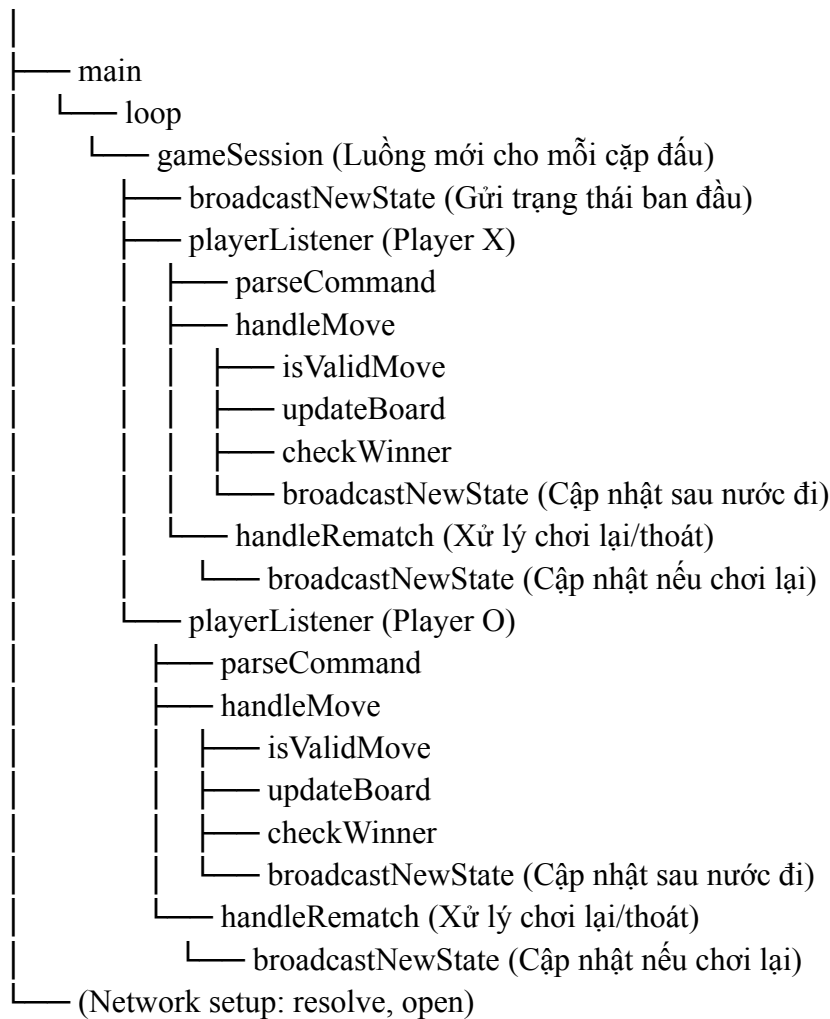 main
loop
gameSession (Luồng mới cho mỗi cặp đấu)
broadcastNewState (Gửi trạng thái ban đầu)
playerListener (Player X)
parseCommand
handleMove
isValidMove
updateBoard
checkWinner
broadcastNewState (Cập nhật sau nước đi)
handleRematch (Xử lý chơi lại/thoát)
broadcastNewState (Cập nhật nếu chơi lại)
playerListener (Player O)
parseCommand
handleMove
isValidMove
updateBoard
checkWinner
broadcastNewState (Cập nhật sau nước đi)
handleRematch (Xử lý chơi lại/thoát)
broadcastNewState (Cập nhật nếu chơi lại)
(Network setup: resolve, open)